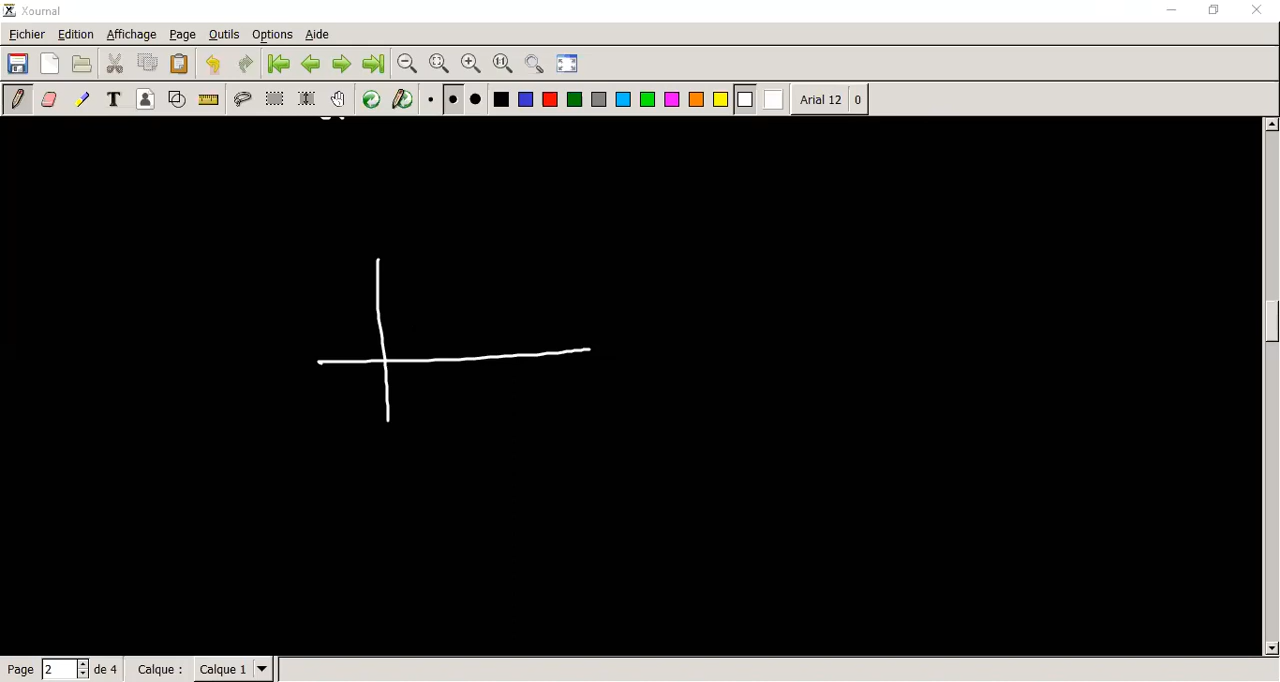 Xournal
Fichier Edition Affichage Page Outils Options Aide
Arial 12 0
Page 2 de 4 Calque : Calque 1